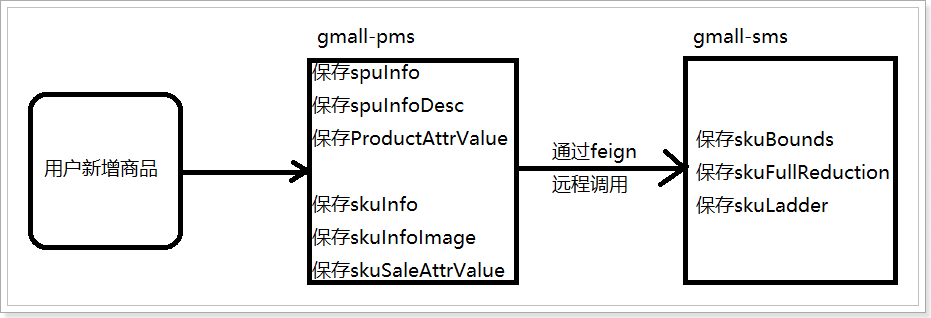 gmall-pms
gmall-sms
用户新增商品
保存spuInfo
保存spuInfoDesc
保存ProductAttrValue
保存skuInfo
保存skuInfoImage
保存skuSaleAttrValue
通过feign
远程调用
保存skuBounds
保存skuFullReduction
保存skuLadder